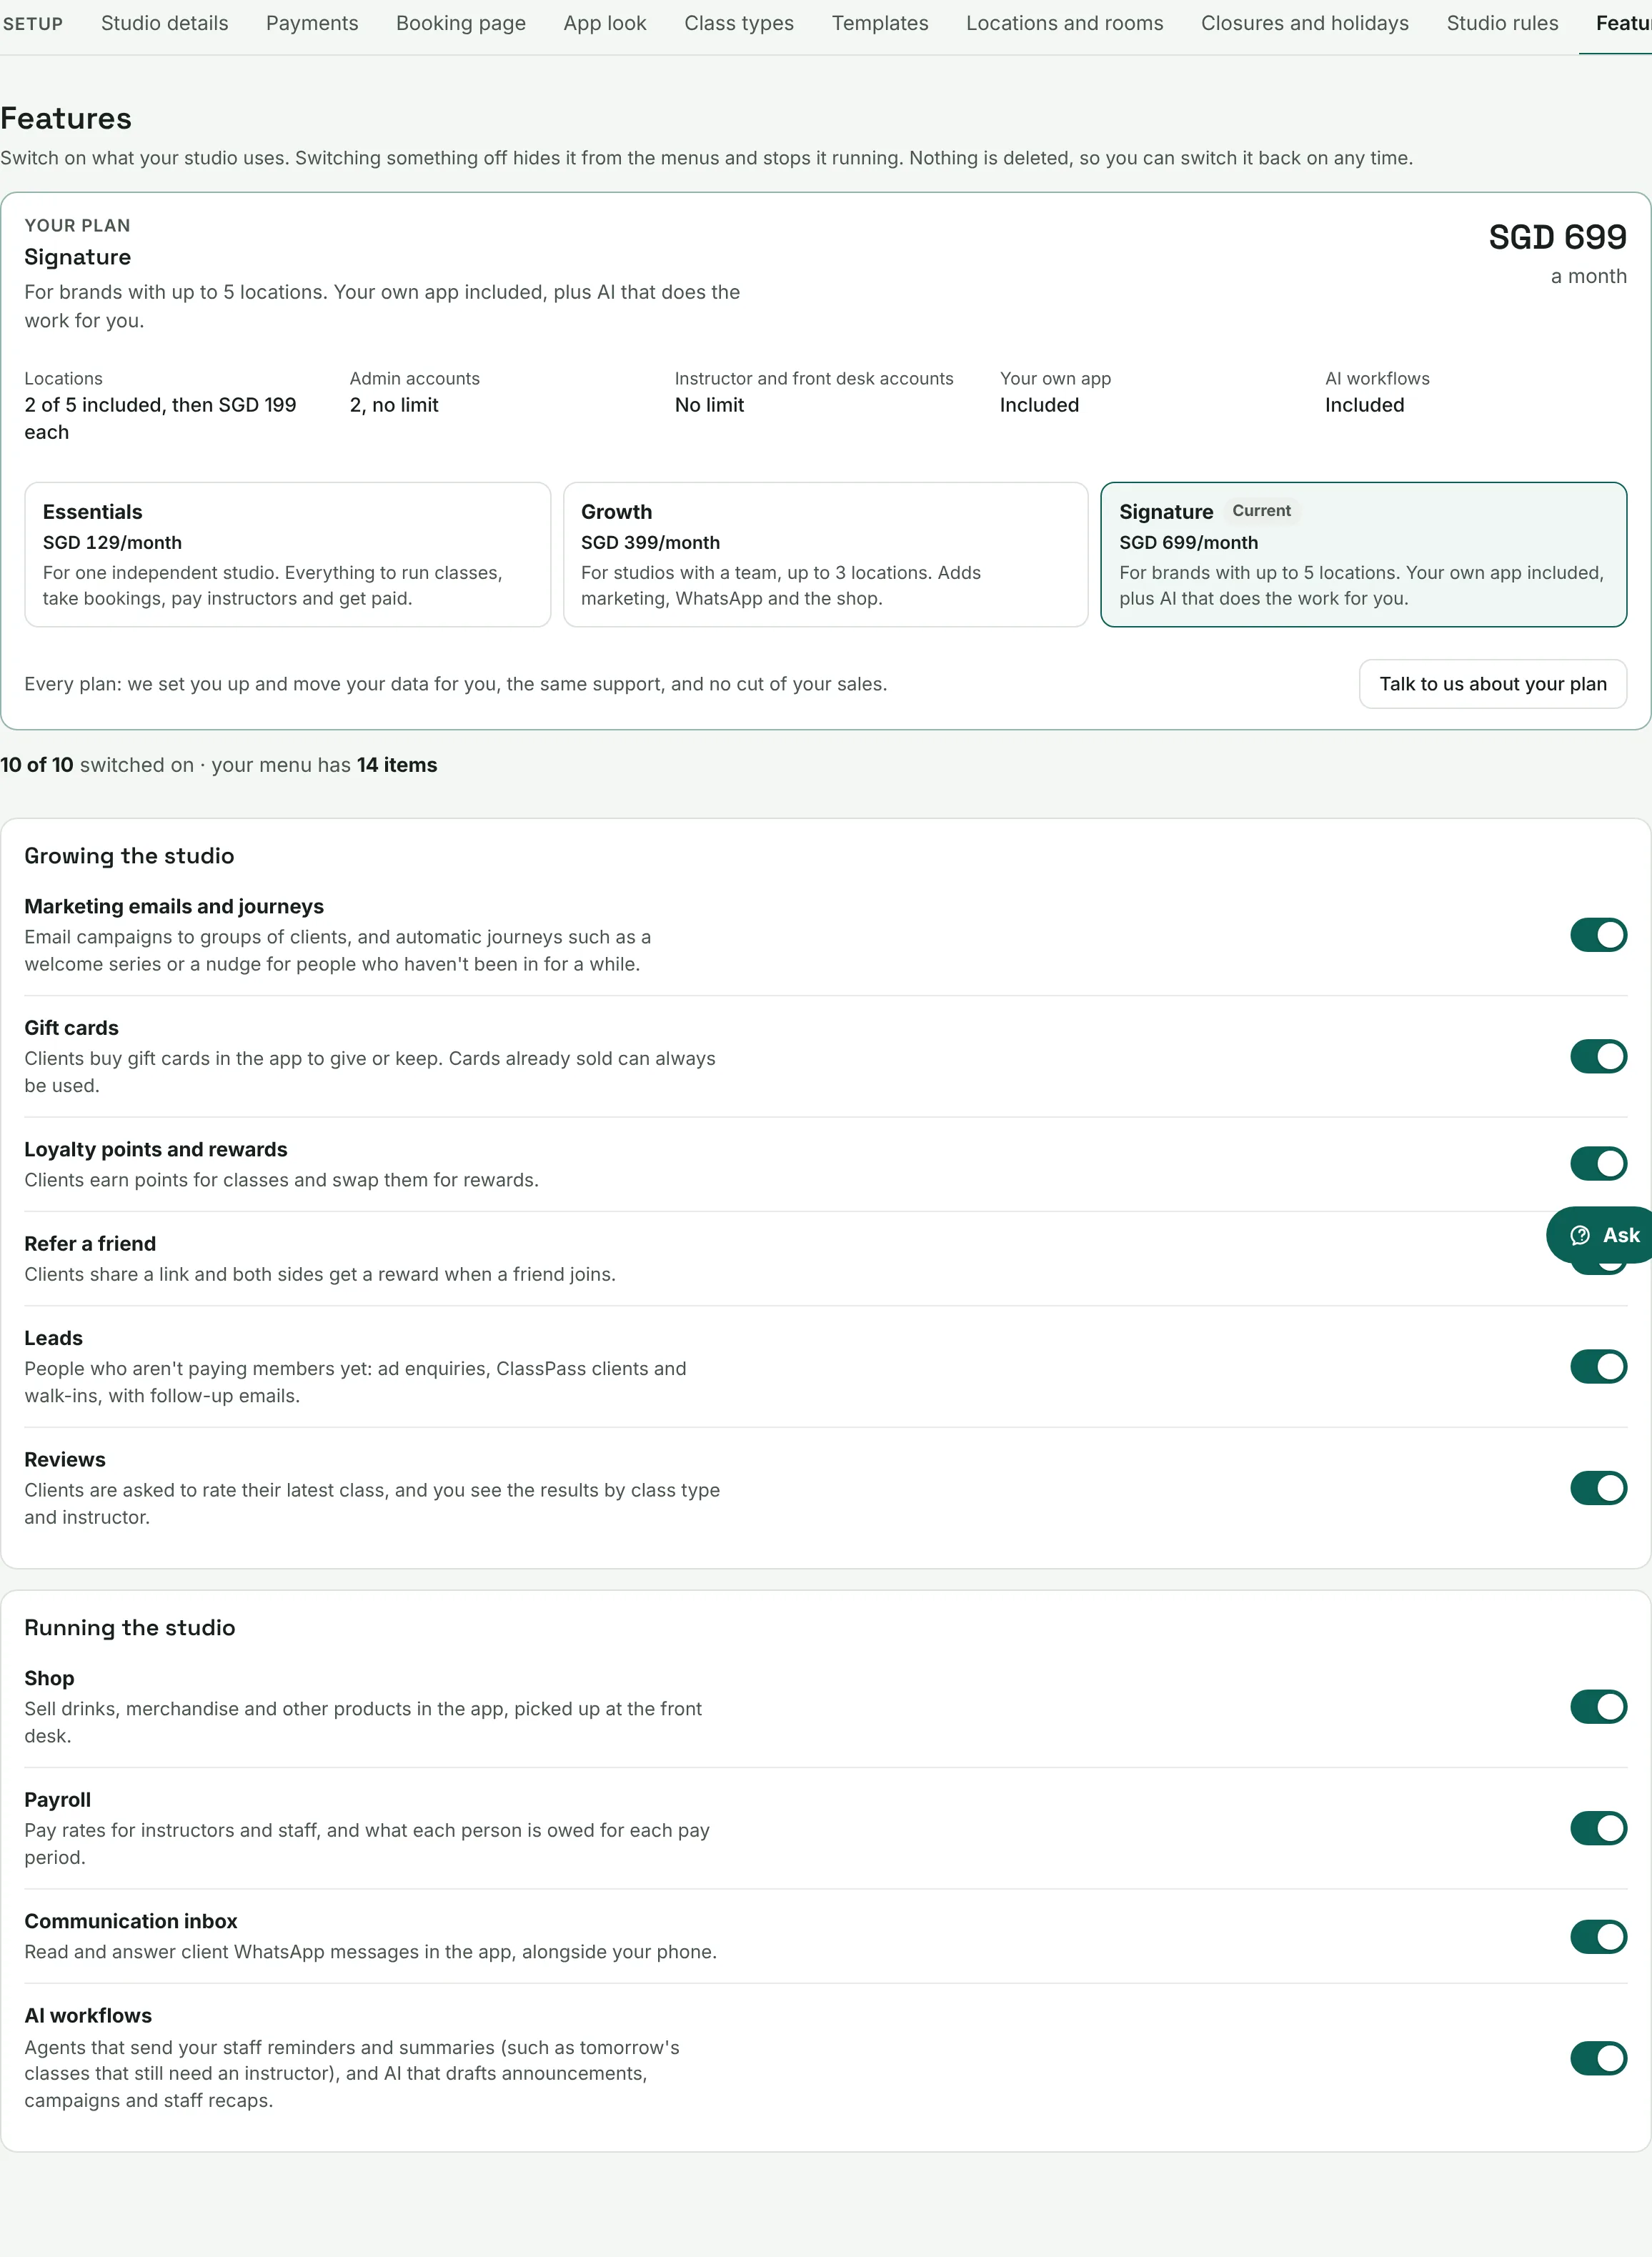 SETUP Studio details Payments Booking page App look Class types Templates Locations and rooms Closures and holidays Studio rules Featu
Features
Switch on what your studio uses. Switching something off hides it from the menus and stops it running. Nothing is deleted, so you can switch it back on any time.
YOUR PLAN
Signature
For brands with up to 5 locations. Your own app included, plus AI that does the
work for you.
SGD 699
a month
Locations
2 of 5 included, then SGD 199
each
Admin accounts
2, no limit
Instructor and front desk accounts
No limit
Your own app
Included
AI workflows
Included
Essentials
SGD 129/month
For one independent studio. Everything to run classes,
take bookings, pay instructors and get paid.
Growth
SGD 399/month
For studios with a team, up to 3 locations. Adds
marketing, WhatsApp and the shop.
Signature Current
SGD 699/month
For brands with up to 5 locations. Your own app included,
plus AI that does the work for you.
Every plan: we set you up and move your data for you, the same support, and no cut of your sales.
Talk to us about your plan
10 of 10 switched on · your menu has 14 items
Growing the studio
Marketing emails and journeys
Email campaigns to groups of clients, and automatic journeys such as a
welcome series or a nudge for people who haven't been in for a while.
Gift cards
Clients buy gift cards in the app to give or keep. Cards already sold can always
be used.
Loyalty points and rewards
Clients earn points for classes and swap them for rewards.
Refer a friend
Clients share a link and both sides get a reward when a friend joins.
Ask
Leads
People who aren't paying members yet: ad enquiries, ClassPass clients and
walk-ins, with follow-up emails.
Reviews
Clients are asked to rate their latest class, and you see the results by class type
and instructor.
Running the studio
Shop
Sell drinks, merchandise and other products in the app, picked up at the front
desk.
Payroll
Pay rates for instructors and staff, and what each person is owed for each pay
period.
Communication inbox
Read and answer client WhatsApp messages in the app, alongside your phone.
AI workflows
Agents that send your staff reminders and summaries (such as tomorrow's
classes that still need an instructor), and AI that drafts announcements,
campaigns and staff recaps.